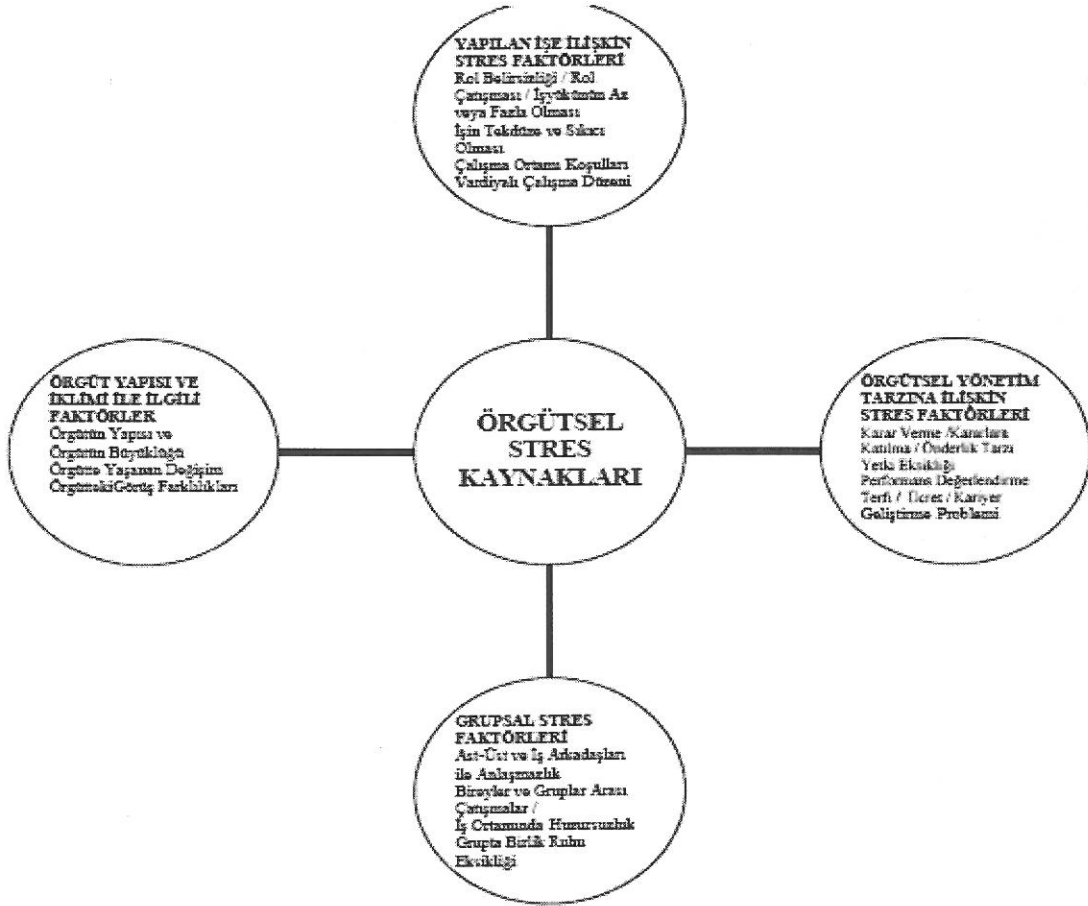 YAPILAN İŞE İLİŞKİN
STRES FAKTÖRLERİ
Rol Belirsizliği / Rol
Çatışması / İşyükünün Az
veya Fazla Olması
İşin Tekdüze ve Sıkıcı
Olması
Çalışma Ortamı Koşulları
Vardiyalı Çalışma Düzeni
ÖRGÜT YAPISI VE
İKLİMİ İLE İLGİLİ
FAKTÖRLER
Örgütün Yapısı ve
Örgütün Büyüklüğü
Örgütte Yaşanan Değişim
ÖrgütekiGörüş Farklılıkları
ÖRGÜTSEL
STRES
KAYNAKLARI
ÖRGÜTSEL YÖNETİM
TARZINA İLİŞKİN
STRES FAKTÖRLERİ
Karar Verme /Kararlara
Katılma / Önderlik Tarzı
Yetki Eksikliği
Performans Değerlendirme
Terfi / Ücret / Kariyer
Geliştirme Problemi
GRUPSAL STRES
FAKTÖRLERİ
Ast-Üst ve İş Arkadaşları
ile Anlaşmazlık
Bireyler ve Gruplar Arası
Çatışmalar /
İş Ortamında Huzursuzluk
Grupta Birlik Ruhu
Eksikliği